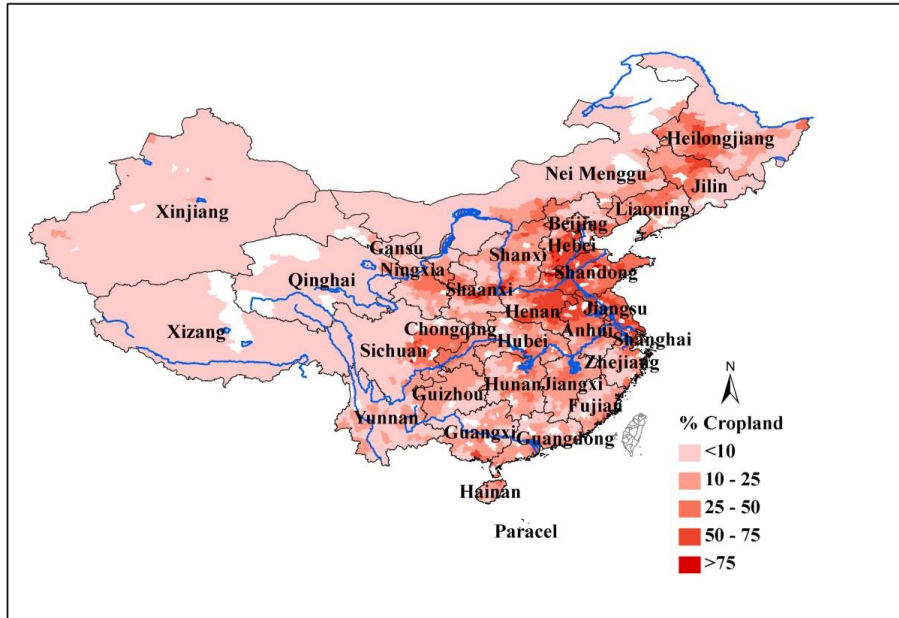 Heilongjiang
Nei Menggu
Jilin
Xinjiang
Liaoning
Beijing
Gansu
Shanxi
Hebei
Ningxia
Shandong
Qinghai
Shaanxi
Henan
Jiangsu
Xizang
Chongqing
Anhui
Hubei
Shanghai
Sichuan
Zhejiang
Hunan
Jiangxi
Guizhou
Fujian
Yunnan
Guangxi
Guangdong
Hainan
Paracel
N
% Cropland
<10
10 - 25
25 - 50
50 - 75
>75